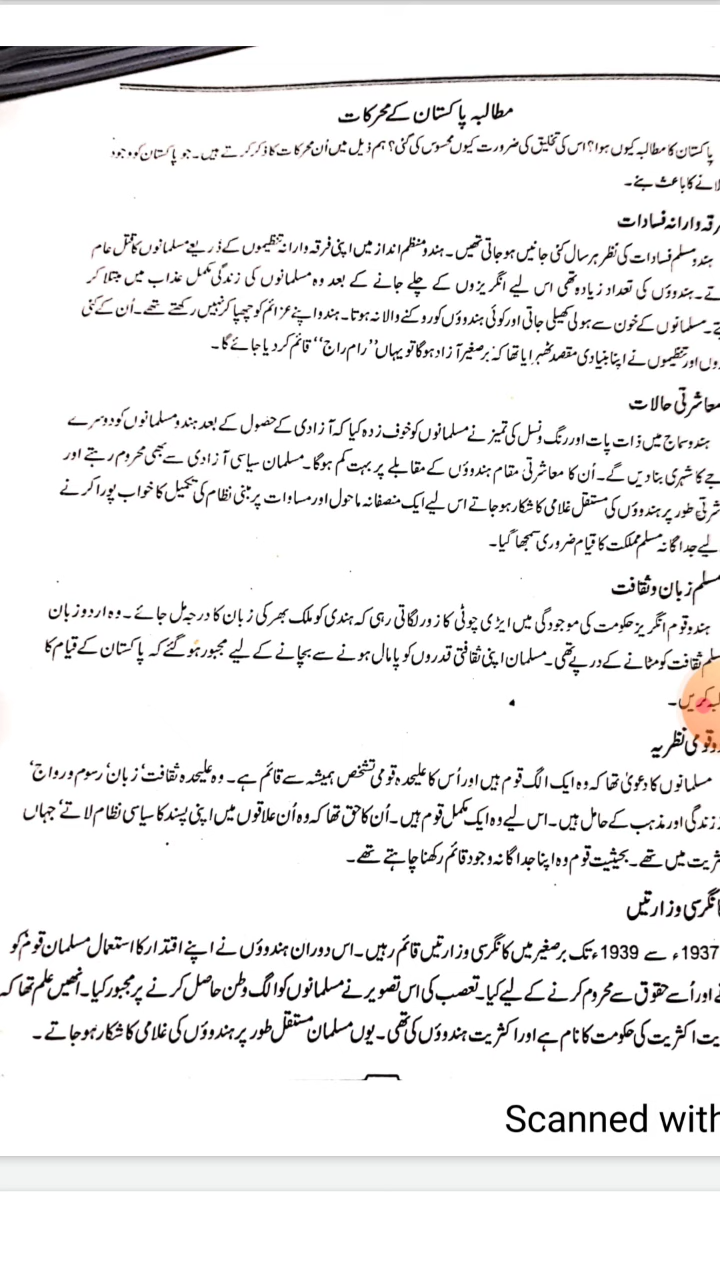 مطالبہ پاکستان کے محرکات
پاکستان کا مطالبہ کیوں ہوا؟ اس کی تخلیق کی ضرورت کیوں محسوس کی گئی؟ ہم ذیل میں اُن محرکات کا ذکر کرتے ہیں۔ جو پاکستان کو وجود
لانے کا باعث بنے۔
رقہ وارانہ فسادات
ہندو مسلم فسادات کی نظر ہر سال کئی جانیں ہو جاتی تھیں۔ ہندو منظم انداز میں اپنی فرقہ وارانہ تنظیموں کے ذریعے مسلمانوں کا قتل عام
تے۔ ہندوؤں کی تعداد زیادہ تھی اس لیے انگریزوں کے چلے جانے کے بعد وہ مسلمانوں کی زندگی مکمل عذاب میں مبتلا کر
تے۔ مسلمانوں کے خون سے ہولی کھیلی جاتی اور کوئی ہندوؤں کو روکنے والا نہ ہوتا۔ ہندو اپنے عزائم کو چھپا کر نہیں رکھتے تھے۔ اُن کے کئی
وں اور تنظیموں نے اپنا بنیادی مقصد ٹھہرایا تھا کہ برصغیر آزاد ہوگا تو یہاں ’’رام راج‘‘ قائم کر دیا جائے گا۔
معاشرتی حالات
ہندو سماج میں ذات پات اور رنگ و نسل کی تمیز نے مسلمانوں کو خوف زدہ کیا کہ آزادی کے حصول کے بعد ہندو مسلمانوں کو دوسرے
جے کا شہری بنا دیں گے۔ اُن کا معاشرتی مقام ہندوؤں کے مقابلے پر بہت کم ہوگا۔ مسلمان سیاسی آزادی سے بھی محروم رہتے اور
شرتی طور پر ہندوؤں کی مستقل غلامی کا شکار ہو جاتے اس لیے ایک منصفانہ ماحول اور مساوات پر مبنی نظام کی تکمیل کا خواب پورا کرنے
لیے جداگانہ مسلم مملکت کا قیام ضروری سمجھا گیا۔
مسلم زبان و ثقافت
ہندو قوم انگریز حکومت کی موجودگی میں ایڑی چوٹی کا زور لگاتی رہی کہ ہندی کو ملک بھر کی زبان کا درجہ مل جائے۔ وہ اردو زبان
سلم ثقافت کو مٹانے کے درپے تھی۔ مسلمان اپنی ثقافتی قدروں کو پامال ہونے سے بچانے کے لیے مجبور ہو گئے کہ پاکستان کے قیام کا
لبہ کریں۔
دو قومی نظریہ
مسلمانوں کا دعویٰ تھا کہ وہ ایک الگ قوم ہیں اور اُس کا علیحدہ قومی تشخص ہمیشہ سے قائم ہے۔ وہ علیحدہ ثقافت‘ زبان‘ رسوم و رواج‘
زِ زندگی اور مذہب کے حامل ہیں۔ اس لیے وہ ایک مکمل قوم ہیں۔ اُن کا حق تھا کہ وہ اُن علاقوں میں اپنی پسند کا سیاسی نظام لاتے‘ جہاں
ثریت میں تھے۔ بحیثیت قوم وہ اپنا جداگانہ وجود قائم رکھنا چاہتے تھے۔
کانگرسی وزارتیں
1937ء سے 1939ء تک برصغیر میں کانگرسی وزارتیں قائم رہیں۔ اس دوران ہندوؤں نے اپنے اقتدار کا استعمال مسلمان قوم کو
نے اور اُسے حقوق سے محروم کرنے کے لیے کیا۔ تعصب کی اس تصویر نے مسلمانوں کو الگ وطن حاصل کرنے پر مجبور کیا۔ انھیں علم تھا کہ
یت اکثریت کی حکومت کا نام ہے اور اکثریت ہندوؤں کی تھی۔ یوں مسلمان مستقل طور پر ہندوؤں کی غلامی کا شکار ہو جاتے۔
Scanned with